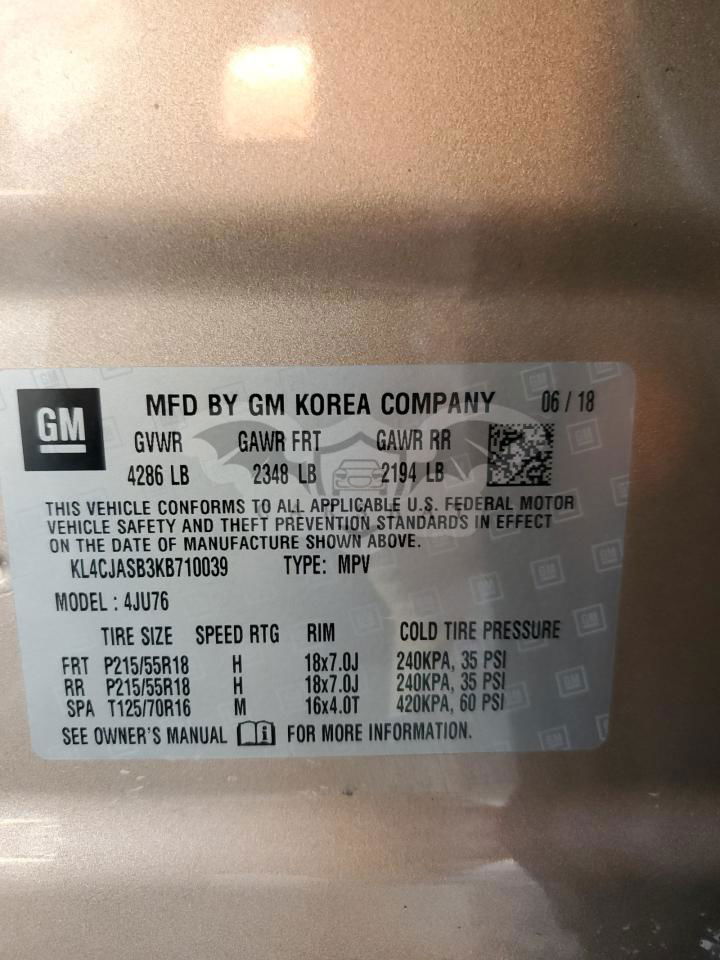 GM
MFD BY GM KOREA COMPANY 06 / 18
GVWR GAWR FRT GAWR RR
4286 LB 2348 LB 2194 LB
THIS VEHICLE CONFORMS TO ALL APPLICABLE U.S. FEDERAL MOTOR
VEHICLE SAFETY AND THEFT PREVENTION STANDARDS IN EFFECT
ON THE DATE OF MANUFACTURE SHOWN ABOVE.
KL4CJASB3KB710039 TYPE: MPV
MODEL : 4JU76
TIRE SIZE SPEED RTG RIM COLD TIRE PRESSURE
FRT P215/55R18 H 18x7.0J 240KPA, 35 PSI
RR P215/55R18 H 18x7.0J 240KPA, 35 PSI
SPA T125/70R16 M 16x4.0T 420KPA, 60 PSI
SEE OWNER'S MANUAL i FOR MORE INFORMATION.